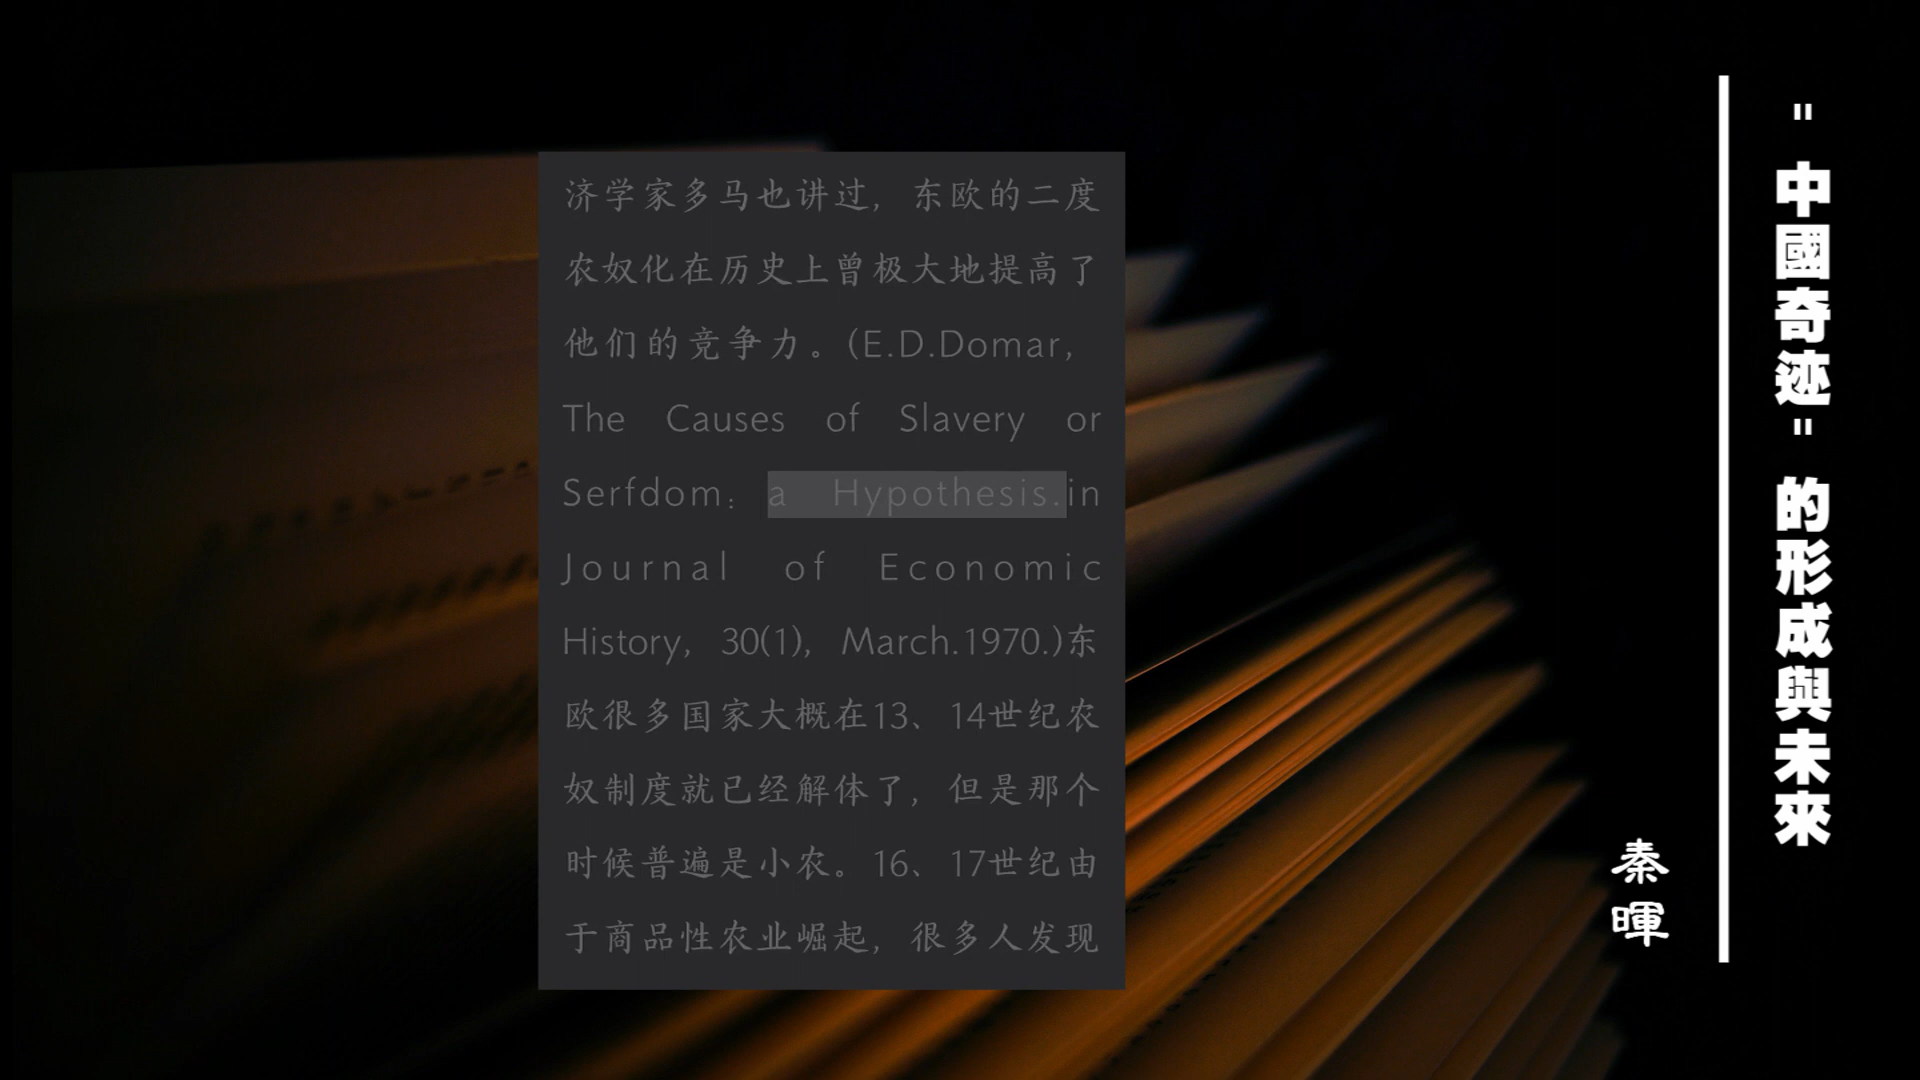 "中國奇迹"的形成與未來
秦暉
济学家多马也讲过，东欧的二度
农奴化在历史上曾极大地提高了
他们的竞争力。(E.D.Domar,
The Causes of Slavery or
Serfdom: a Hypothesis.in
Journal of Economic
History, 30(1), March.1970.)东
欧很多国家大概在13、14世纪农
奴制度就已经解体了，但是那个
时候普遍是小农。16、17世纪由
于商品性农业崛起，很多人发现